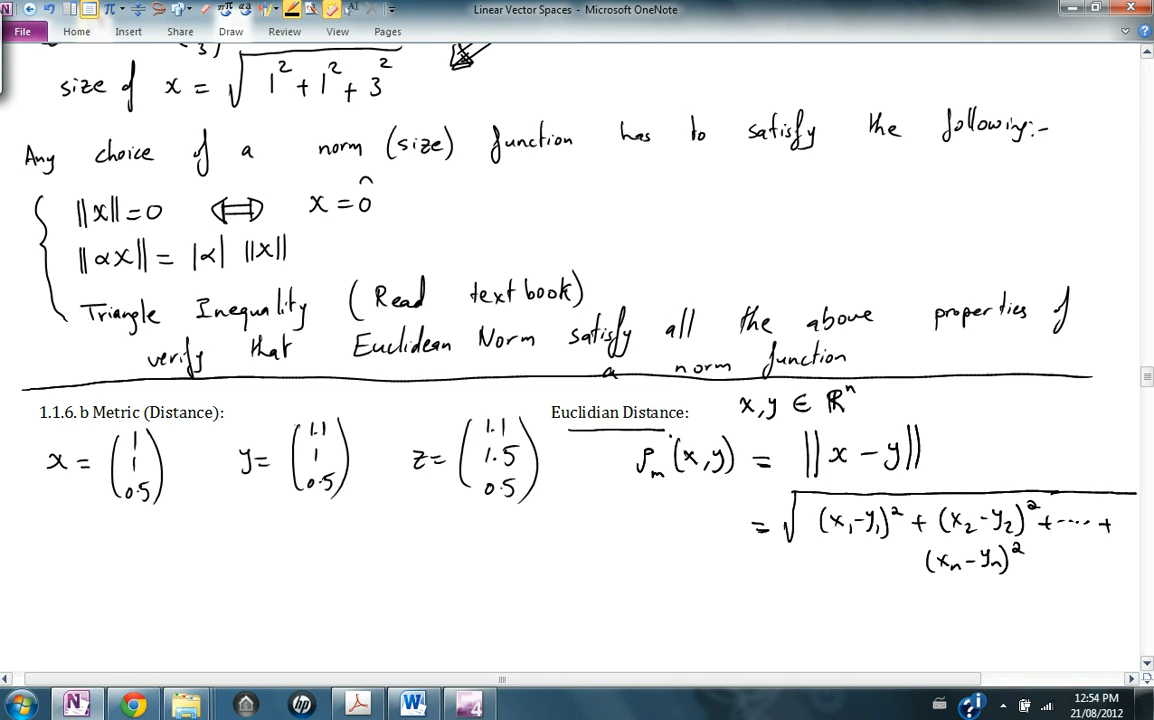 Linear Vector Spaces - Microsoft OneNote
File Home Insert Draw Review View Pages
3)
size of x = √(1² + 1² + 3²)
Any choice of a norm (size) function has to satisfy the following:-
||x|| = 0 ⟺ x = 0̂
||αx|| = |α| ||x||
Triangle Inequality (Read textbook)
verify that Euclidean Norm satisfy all the above properties of
a norm function
1.1.6. b Metric (Distance):
Euclidian Distance: x, y ∈ ℝⁿ
x = (1 1 0.5) y = (1.1 1 0.5) z = (1.1 1.5 0.5)
ρₘ(x, y) = ||x - y||
= √(x₁-y₁)² + (x₂-y₂)² + ---- +
(xₙ-yₙ)²
12:54 PM
21/08/2012